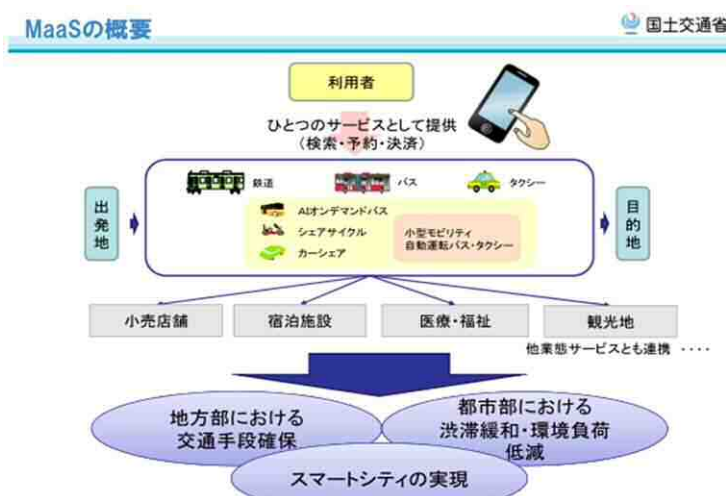 MaaSの概要
国土交通省
利用者
ひとつのサービスとして提供
（検索・予約・決済）
鉄道
バス
タクシー
出発地
AIオンデマンドバス
シェアサイクル
カーシェア
小型モビリティ
自動運転バス・タクシー
目的地
小売店舗
宿泊施設
医療・福祉
観光地
他業態サービスとも連携 ‥‥
地方部における
交通手段確保
都市部における
渋滞緩和・環境負荷
低減
スマートシティの実現